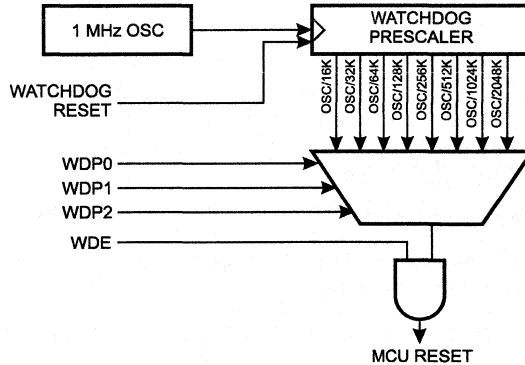 1 MHz OSC
WATCHDOG
PRESCALER
WATCHDOG
RESET
OSC/16K
OSC/32K
OSC/64K
OSC/128K
OSC/256K
OSC/512K
OSC/1024K
OSC/2048K
WDP0
WDP1
WDP2
WDE
MCU RESET